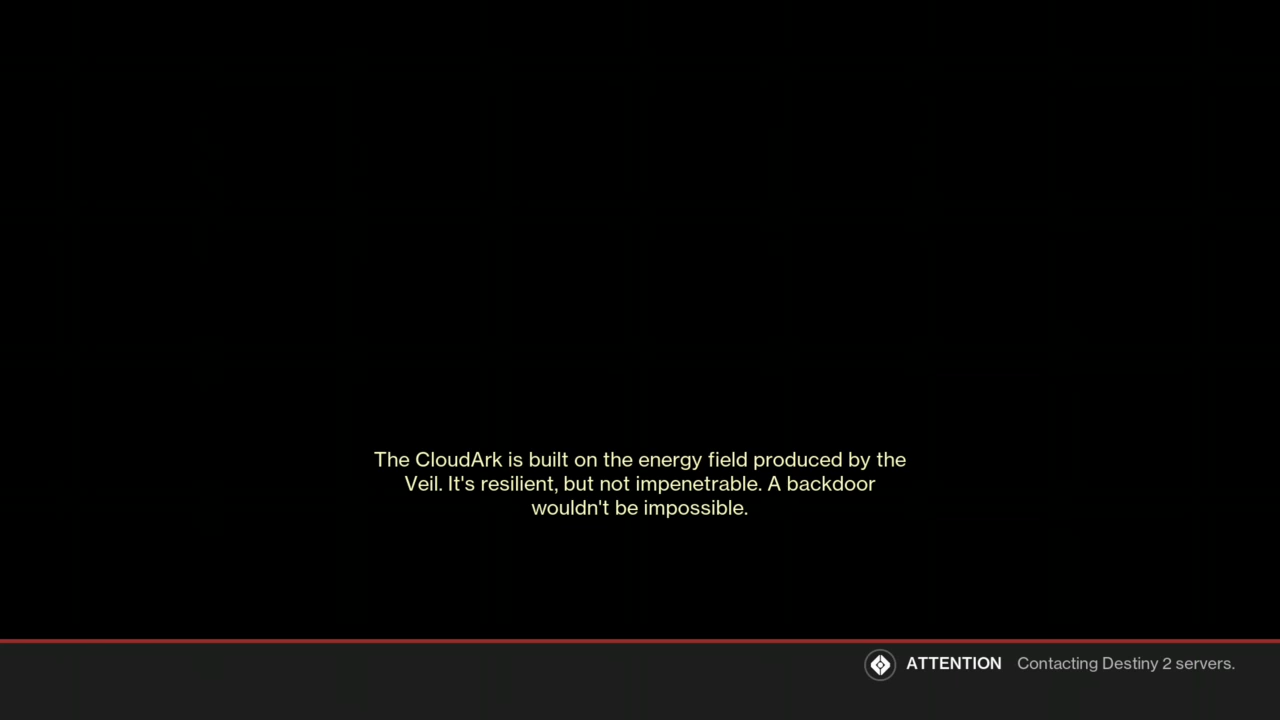 The CloudArk is built on the energy field produced by the
Veil. It's resilient, but not impenetrable. A backdoor
wouldn't be impossible.
ATTENTION Contacting Destiny 2 servers.